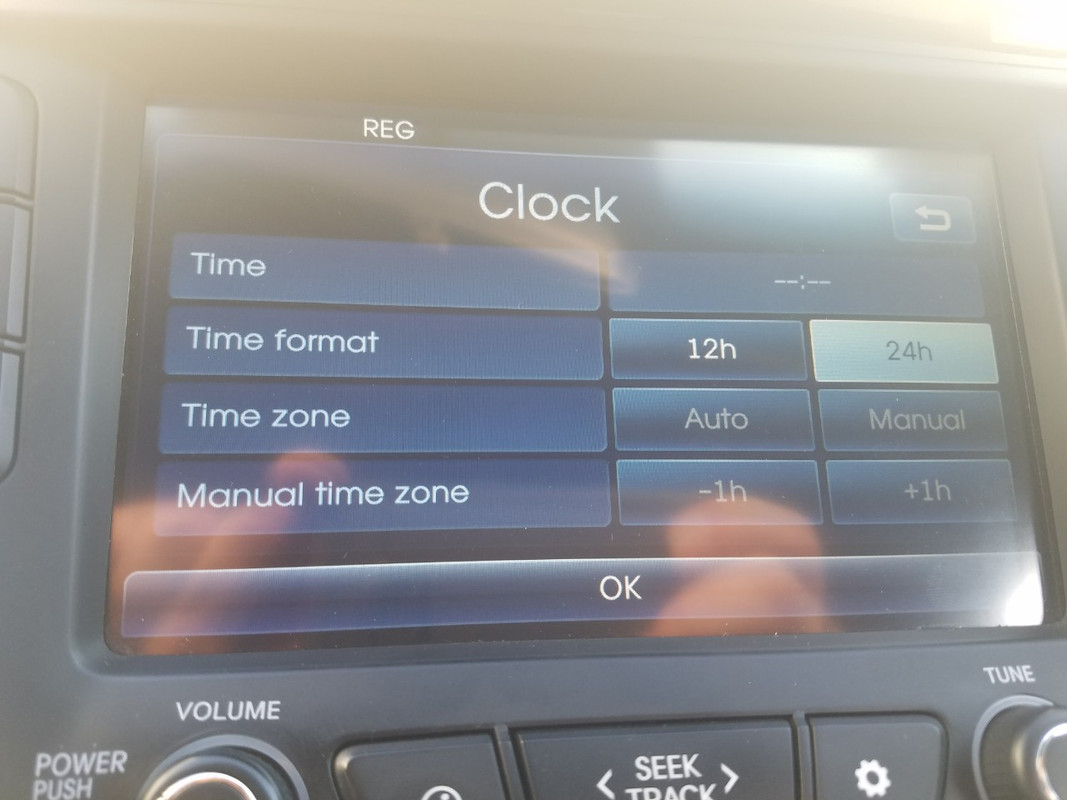 REG
Clock
Time --:--
Time format 12h 24h
Time zone Auto Manual
Manual time zone -1h +1h
OK
VOLUME
TUNE
POWER
PUSH
SEEK
TRACK